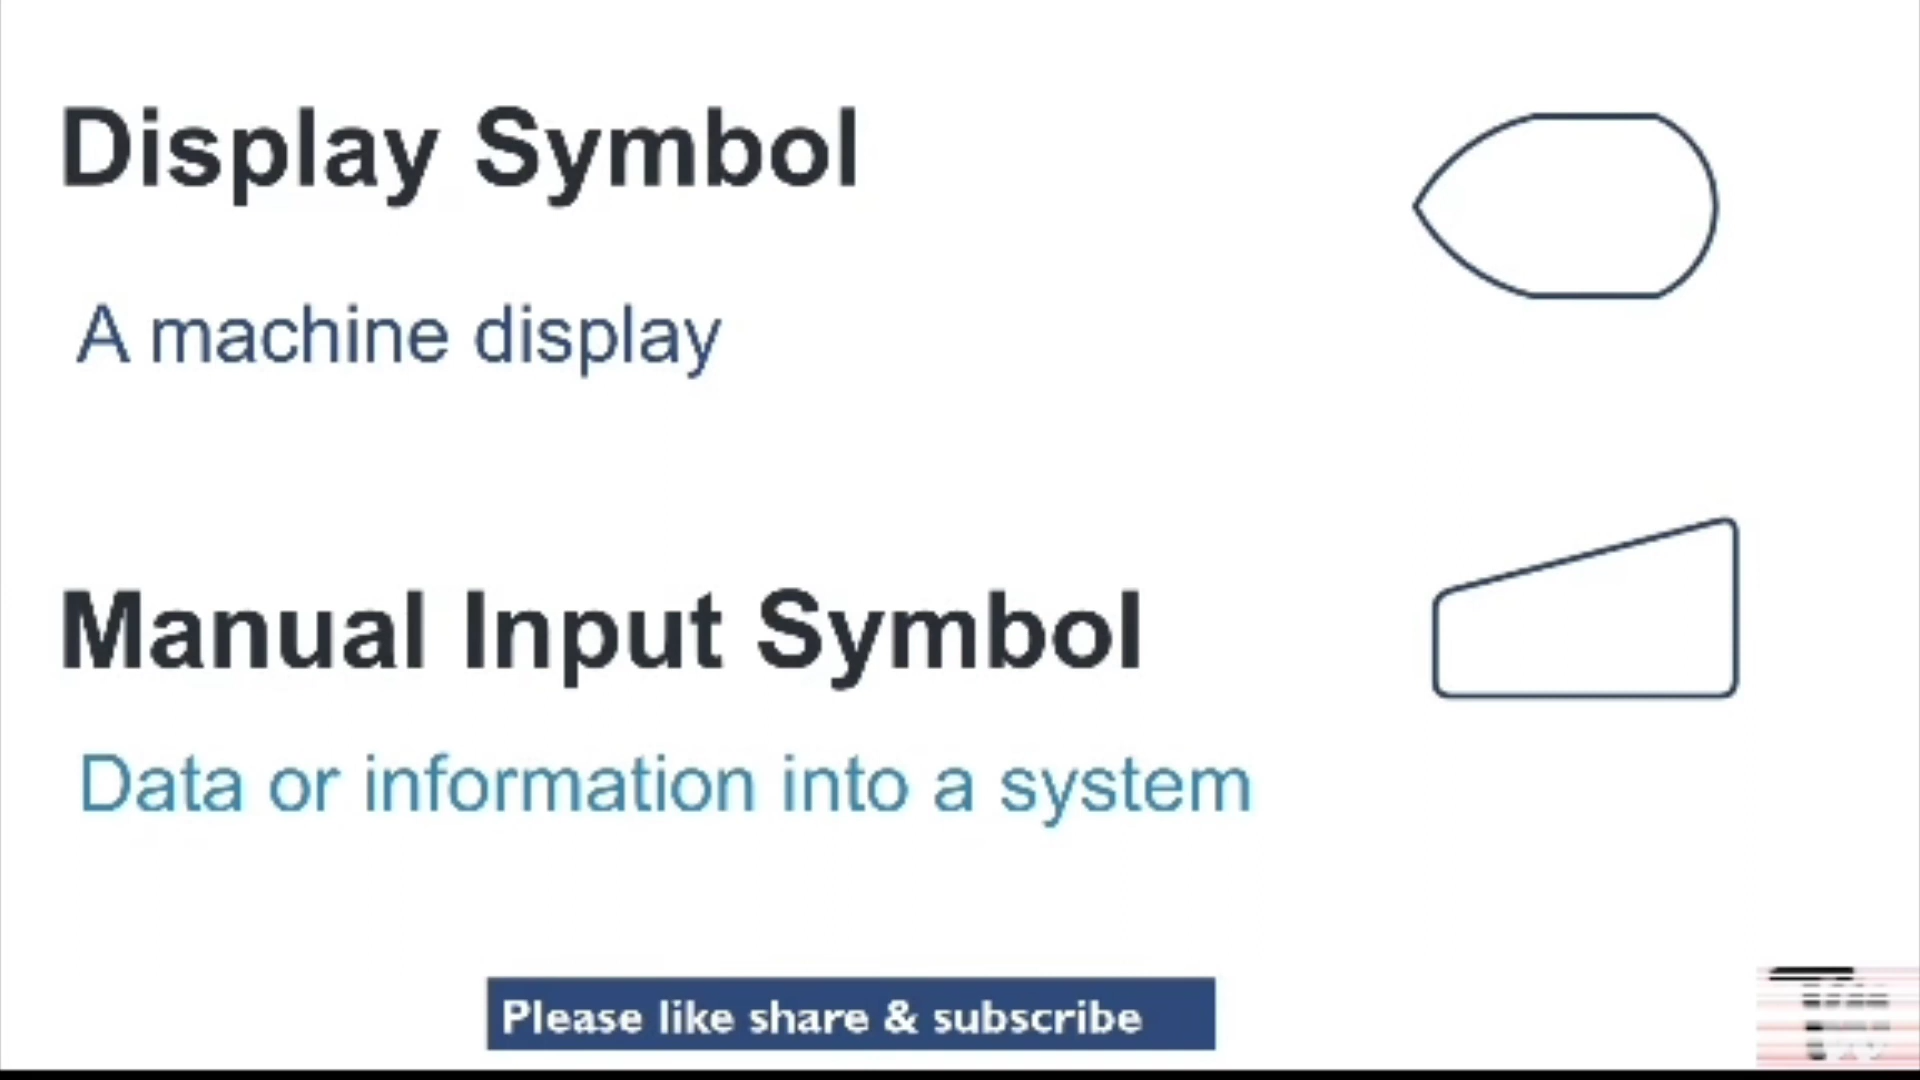 Display Symbol
A machine display
Manual Input Symbol
Data or information into a system
Please like share & subscribe